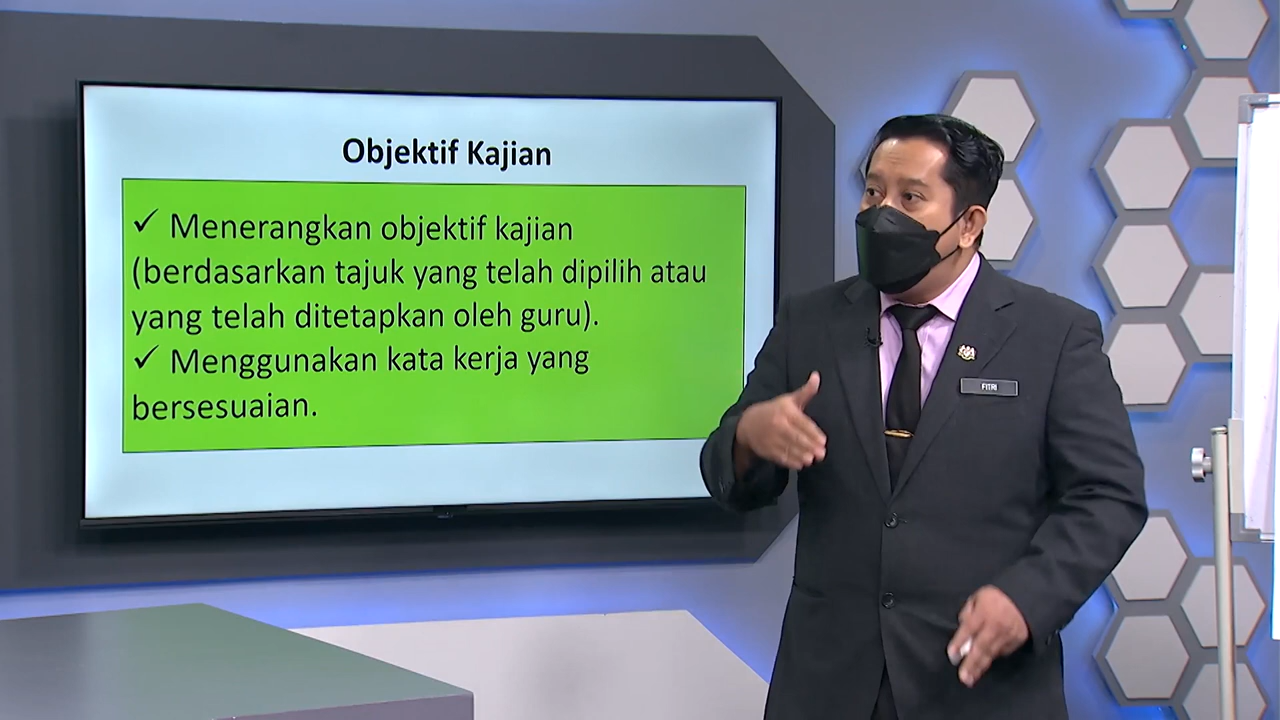 Objektif Kajian
✓ Menerangkan objektif kajian
(berdasarkan tajuk yang telah dipilih atau
yang telah ditetapkan oleh guru).
✓ Menggunakan kata kerja yang
bersesuaian.
FITRI